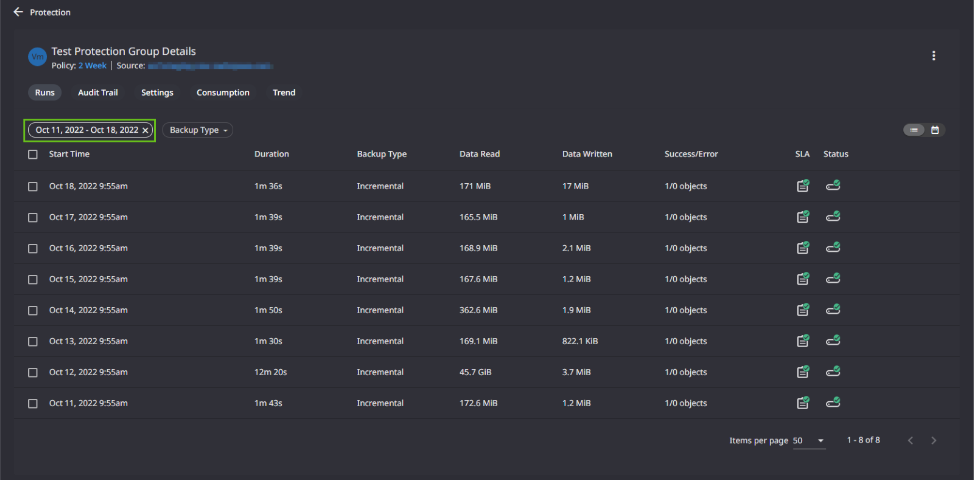 Protection
Vm
Test Protection Group Details
Policy: 2 Week | Source:
Runs Audit Trail Settings Consumption Trend
Oct 11, 2022 - Oct 18, 2022 Backup Type
Start Time Duration Backup Type Data Read Data Written Success/Error SLA Status
Oct 18, 2022 9:55am 1m 36s Incremental 171 MiB 17 MiB 1/0 objects
Oct 17, 2022 9:55am 1m 39s Incremental 165.5 MiB 1 MiB 1/0 objects
Oct 16, 2022 9:55am 1m 39s Incremental 168.9 MiB 2.1 MiB 1/0 objects
Oct 15, 2022 9:55am 1m 39s Incremental 167.6 MiB 1.2 MiB 1/0 objects
Oct 14, 2022 9:55am 1m 50s Incremental 362.6 MiB 1.9 MiB 1/0 objects
Oct 13, 2022 9:55am 1m 30s Incremental 169.1 MiB 822.1 KiB 1/0 objects
Oct 12, 2022 9:55am 12m 20s Incremental 45.7 GiB 3.7 MiB 1/0 objects
Oct 11, 2022 9:55am 1m 43s Incremental 172.6 MiB 1.2 MiB 1/0 objects
Items per page 50 1 - 8 of 8